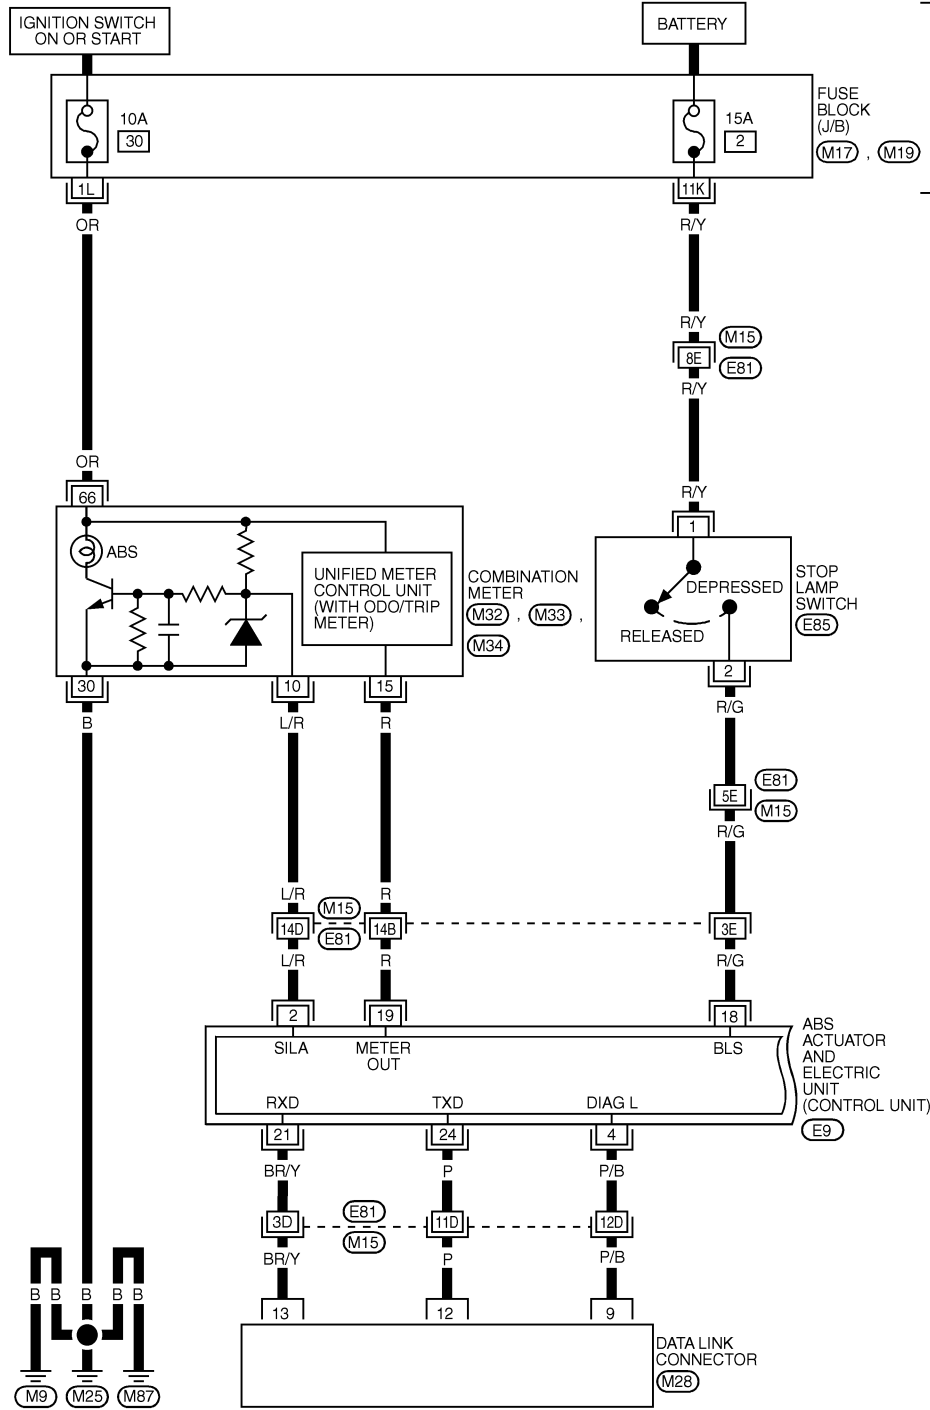 IGNITION SWITCH
ON OR START
BATTERY
10A
30
15A
2
FUSE
BLOCK
(J/B)
M17 , M19
1L
11K
OR
R/Y
R/Y
M15
8E
E81
R/Y
OR
R/Y
66
1
ABS
UNIFIED METER
CONTROL UNIT
(WITH ODO/TRIP
METER)
COMBINATION
METER
M32 , M33 ,
M34
DEPRESSED
RELEASED
STOP
LAMP
SWITCH
E85
30
10
15
2
B
L/R
R
R/G
E81
5E
M15
R/G
L/R
R
M15
14D
14B
3E
E81
L/R
R
R/G
2
19
18
SILA
METER
OUT
BLS
ABS
ACTUATOR
AND
ELECTRIC
UNIT
(CONTROL UNIT)
E9
RXD
TXD
DIAG L
21
24
4
BR/Y
P
P/B
E81
3D
11D
12D
M15
BR/Y
P
P/B
B
B
B
B
B
13
12
9
DATA LINK
CONNECTOR
M28
M9
M25
M87